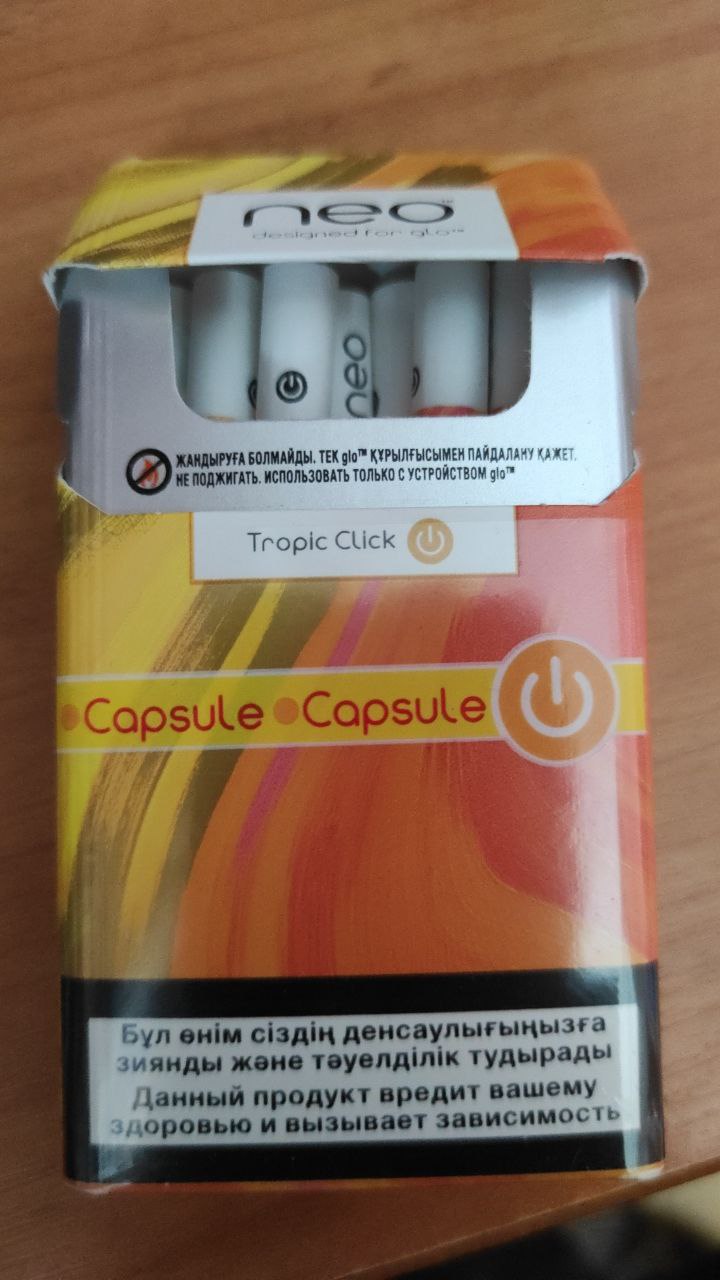 neo™
designed for glo™
neo
ЖАНДЫРУҒА БОЛМАЙДЫ. ТЕК glo™ ҚҰРЫЛҒЫСЫМЕН ПАЙДАЛАНУ ҚАЖЕТ.
НЕ ПОДЖИГАТЬ. ИСПОЛЬЗОВАТЬ ТОЛЬКО С УСТРОЙСТВОМ glo™
Tropic Click
Capsule Capsule
Бұл өнім сіздің денсаулығыңызға
зиянды және тәуелділік тудырады
Данный продукт вредит вашему
здоровью и вызывает зависимость